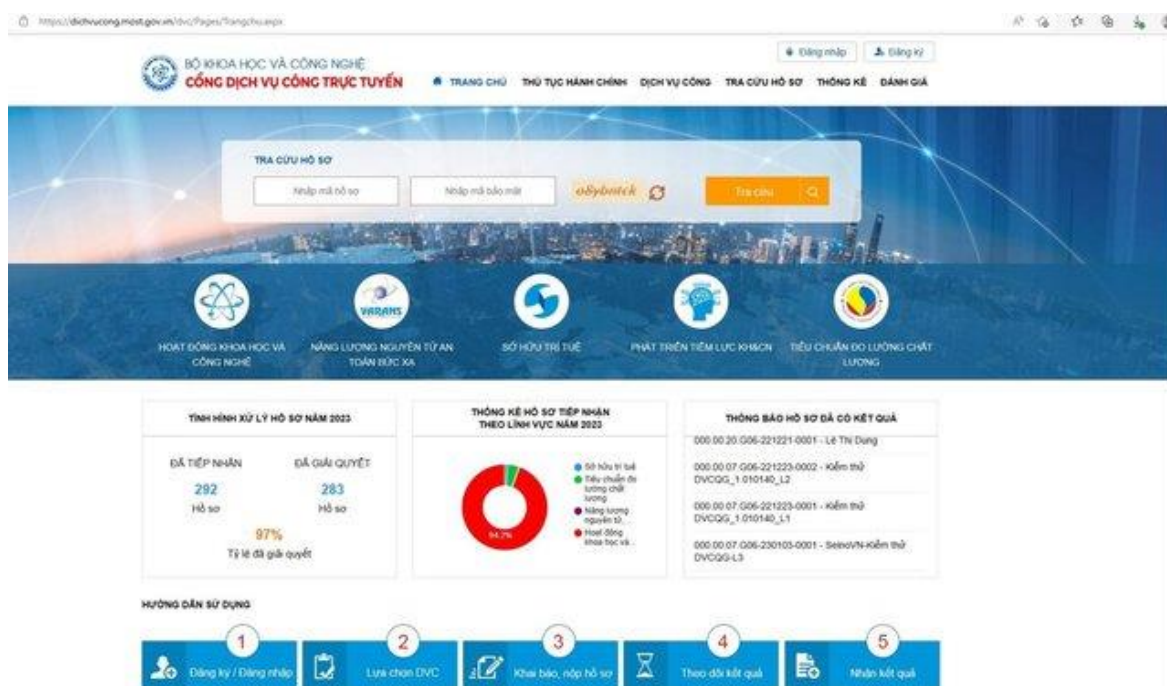 https://dichvucong.most.gov.vn/dvc/Pages/Trangchu.aspx
Đăng nhập
Đăng ký
BỘ KHOA HỌC VÀ CÔNG NGHỆ
CỔNG DỊCH VỤ CÔNG TRỰC TUYẾN
TRANG CHỦ THỦ TỤC HÀNH CHÍNH DỊCH VỤ CÔNG TRA CỨU HỒ SƠ THỐNG KÊ ĐÁNH GIÁ
TRA CỨU HỒ SƠ
Nhập mã hồ sơ
Nhập mã bảo mật
Tra cứu
VARANS
HOẠT ĐỘNG KHOA HỌC VÀ
CÔNG NGHỆ
NĂNG LƯỢNG NGUYÊN TỬ AN
TOÀN BỨC XẠ
SỞ HỮU TRÍ TUỆ
PHÁT TRIỂN TIỀM LỰC KH&CN
TIÊU CHUẨN ĐO LƯỜNG CHẤT
LƯỢNG
TÌNH HÌNH XỬ LÝ HỒ SƠ NĂM 2023
ĐÃ TIẾP NHẬN
292
Hồ sơ
ĐÃ GIẢI QUYẾT
283
Hồ sơ
97%
Tỷ lệ đã giải quyết
THỐNG KÊ HỒ SƠ TIẾP NHẬN
THEO LĨNH VỰC NĂM 2023
94.7%
Sở hữu trí tuệ
Tiêu chuẩn đo
lường chất
lượng
Năng lượng
nguyên tử...
Hoạt động
khoa học và...
THÔNG BÁO HỒ SƠ ĐÃ CÓ KẾT QUẢ
000.00.20.G06-221221-0001 - Lê Thị Dung
000.00.07.G06-221223-0002 - Kiểm thử
DVCQG_1.010140_L2
000.00.07.G06-221223-0001 - Kiểm thử
DVCQG_1.010140_L1
000.00.07.G06-230103-0001 - SeinoVN-Kiểm thử
DVCQG-L3
HƯỚNG DẪN SỬ DỤNG
1
Đăng ký / Đăng nhập
2
Lựa chọn DVC
3
Khai báo, nộp hồ sơ
4
Theo dõi kết quả
5
Nhận kết quả